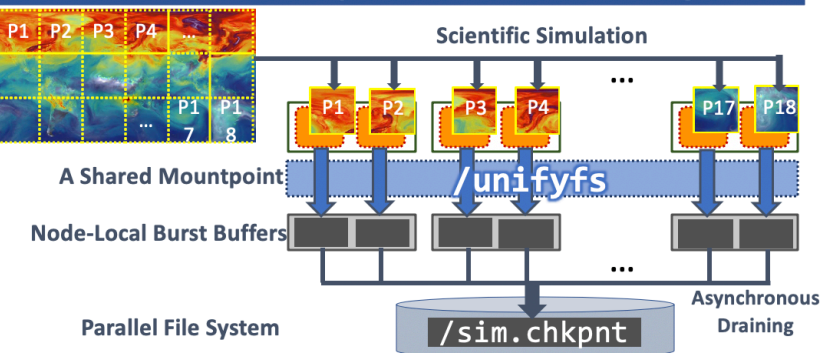 P1 P2 P3 P4 ...
Scientific Simulation
...
P1 P2 P3 P4 P17 P18
... P1
7 P1
8
A Shared Mountpoint
/unifyfs
Node-Local Burst Buffers
...
Asynchronous
Draining
Parallel File System
/sim.chkpnt